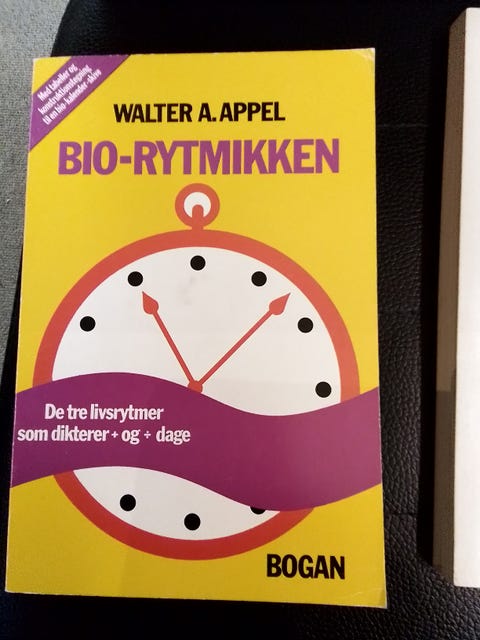 Med tabeller og
konstruktionstegning
til en bio-kalender-skive
WALTER A. APPEL
BIO-RYTMIKKEN
De tre livsrytmer
som dikterer + og ÷ dage
BOGAN